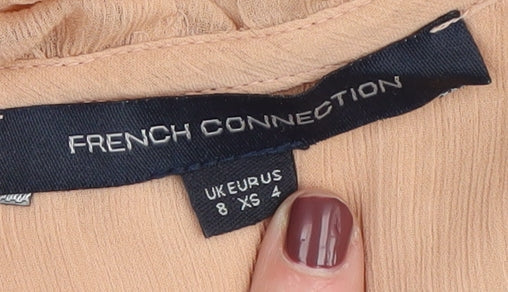 FRENCH CONNECTION
UK EUR US
8 XS 4